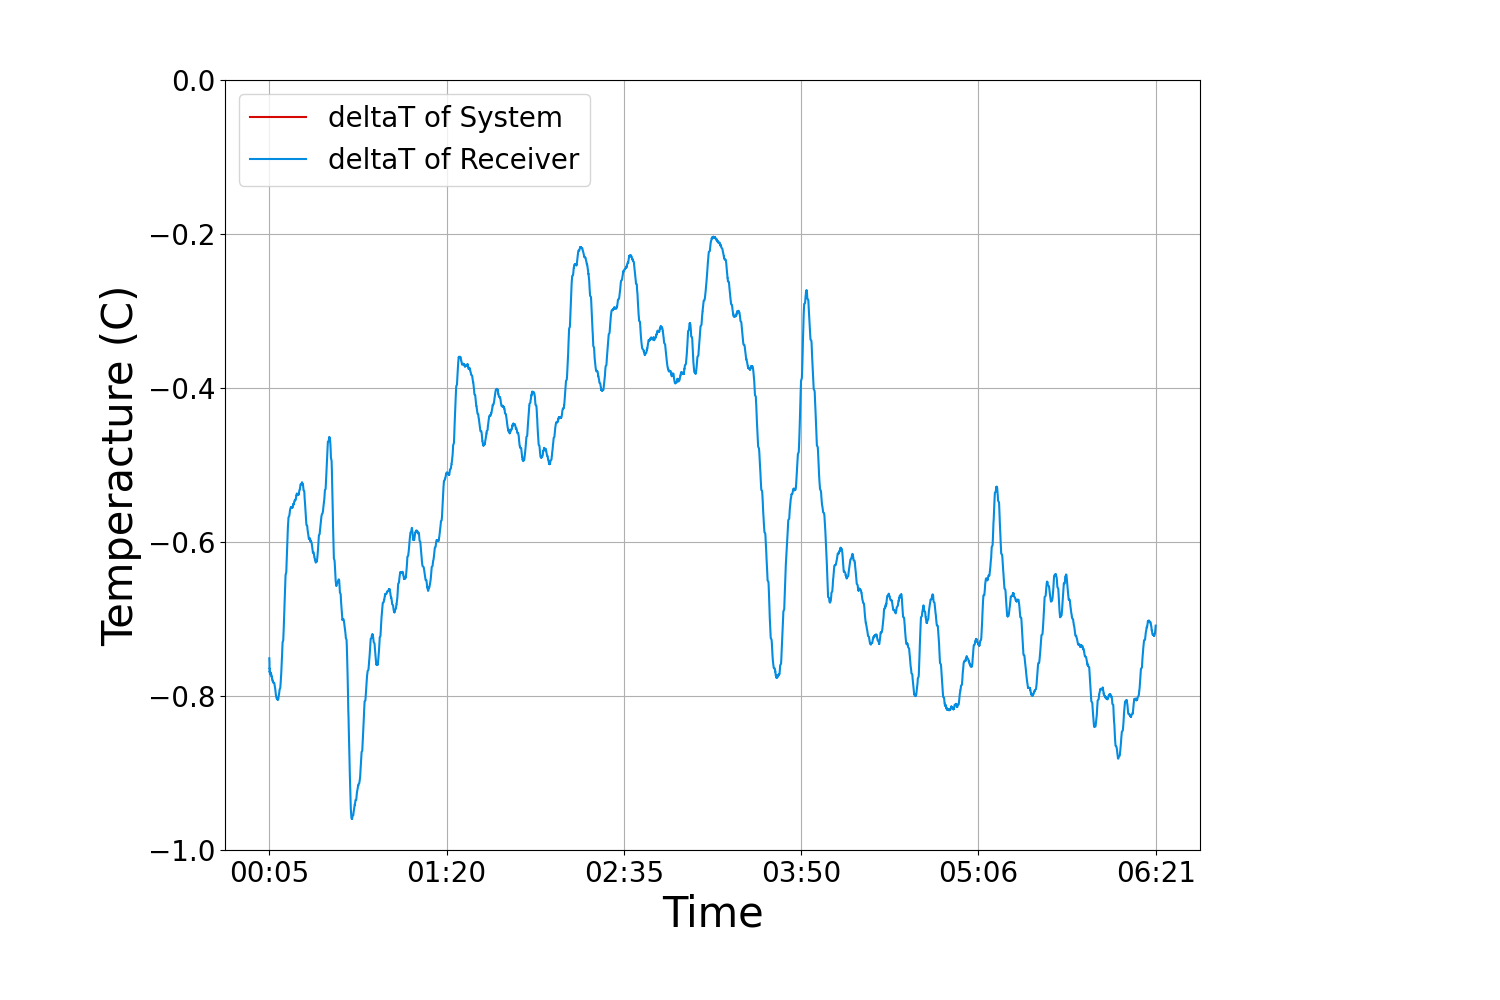 0.0
deltaT of System
deltaT of Receiver
−0.2
−0.4
−0.6
−0.8
−1.0
Temperacture (C)
00:05 01:20 02:35 03:50 05:06 06:21
Time